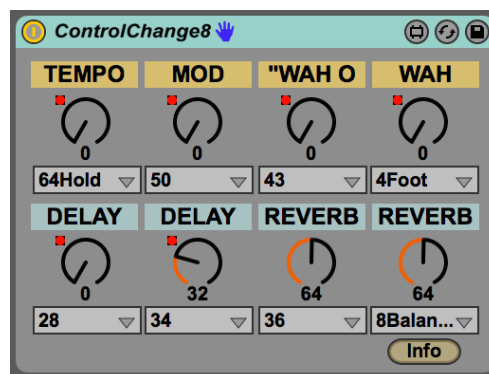 ControlChange8
TEMPO MOD "WAH O WAH
0 0 0 0
64Hold 50 43 4Foot
DELAY DELAY REVERB REVERB
0 32 64 64
28 34 36 8Balan...
Info